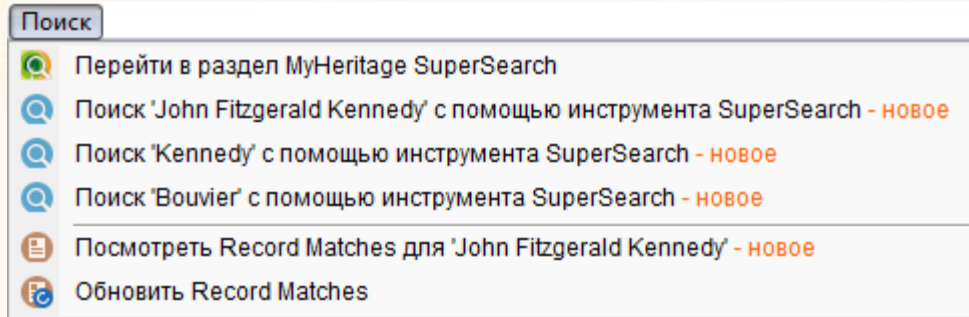 Поиск
Перейти в раздел MyHeritage SuperSearch
Поиск 'John Fitzgerald Kennedy' с помощью инструмента SuperSearch - новое
Поиск 'Kennedy' с помощью инструмента SuperSearch - новое
Поиск 'Bouvier' с помощью инструмента SuperSearch - новое
Посмотреть Record Matches для 'John Fitzgerald Kennedy' - новое
Обновить Record Matches